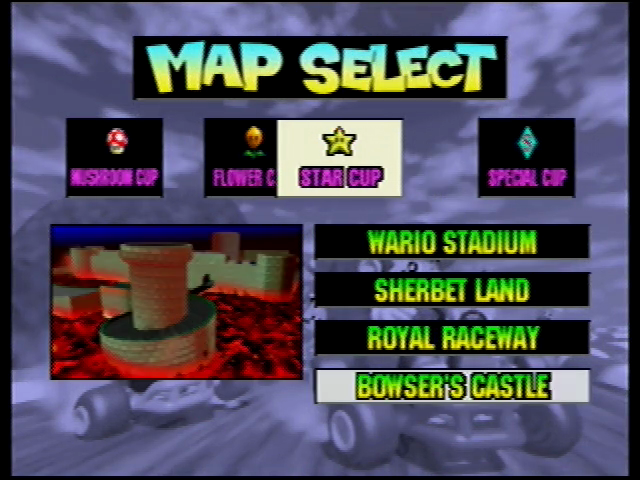 MAP SELECT
MUSHROOM CUP
FLOWER C
STAR CUP
SPECIAL CUP
WARIO STADIUM
SHERBET LAND
ROYAL RACEWAY
BOWSER'S CASTLE